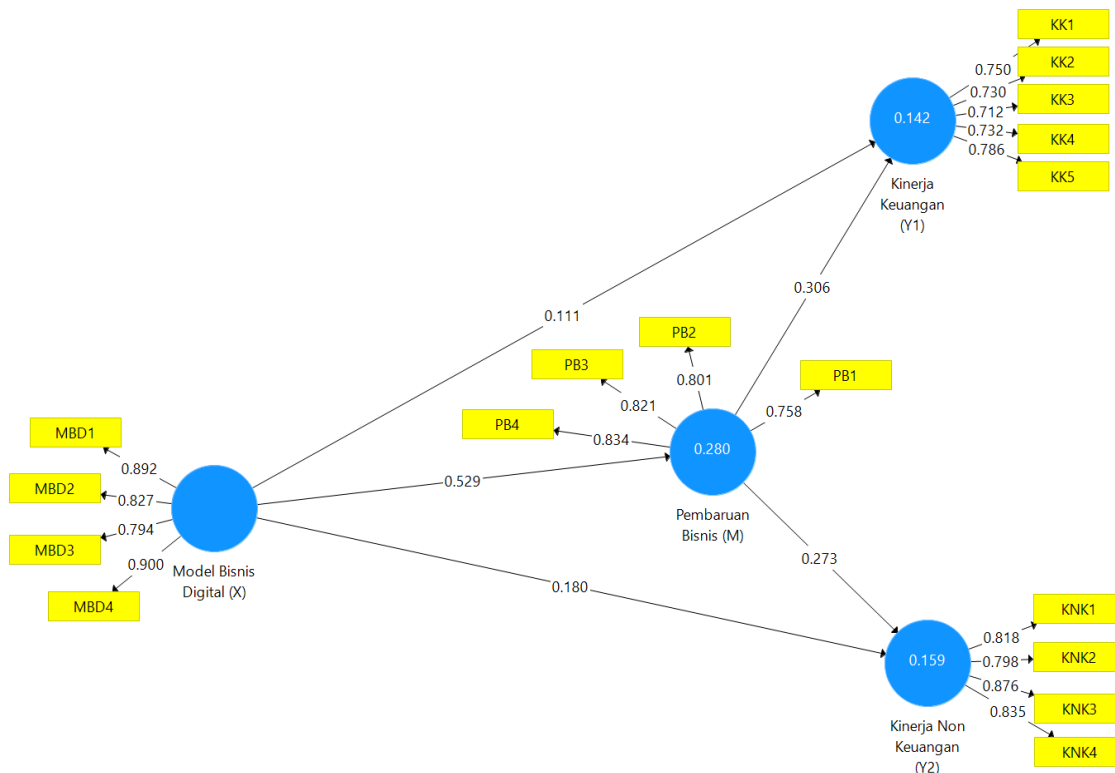 KK1
0.750
KK2
0.730
KK3
0.712
0.142
0.732
KK4
0.786
KK5
Kinerja
Keuangan
(Y1)
0.306
0.111
PB2
PB3
PB1
0.801
0.821
0.758
PB4
0.834
MBD1
0.280
0.892
0.529
MBD2
0.827
0.794
MBD3
0.900
Pembaruan
Bisnis (M)
Model Bisnis
Digital (X)
0.273
0.180
MBD4
KNK1
0.818
KNK2
0.798
0.159
0.876
KNK3
0.835
KNK4
Kinerja Non
Keuangan
(Y2)